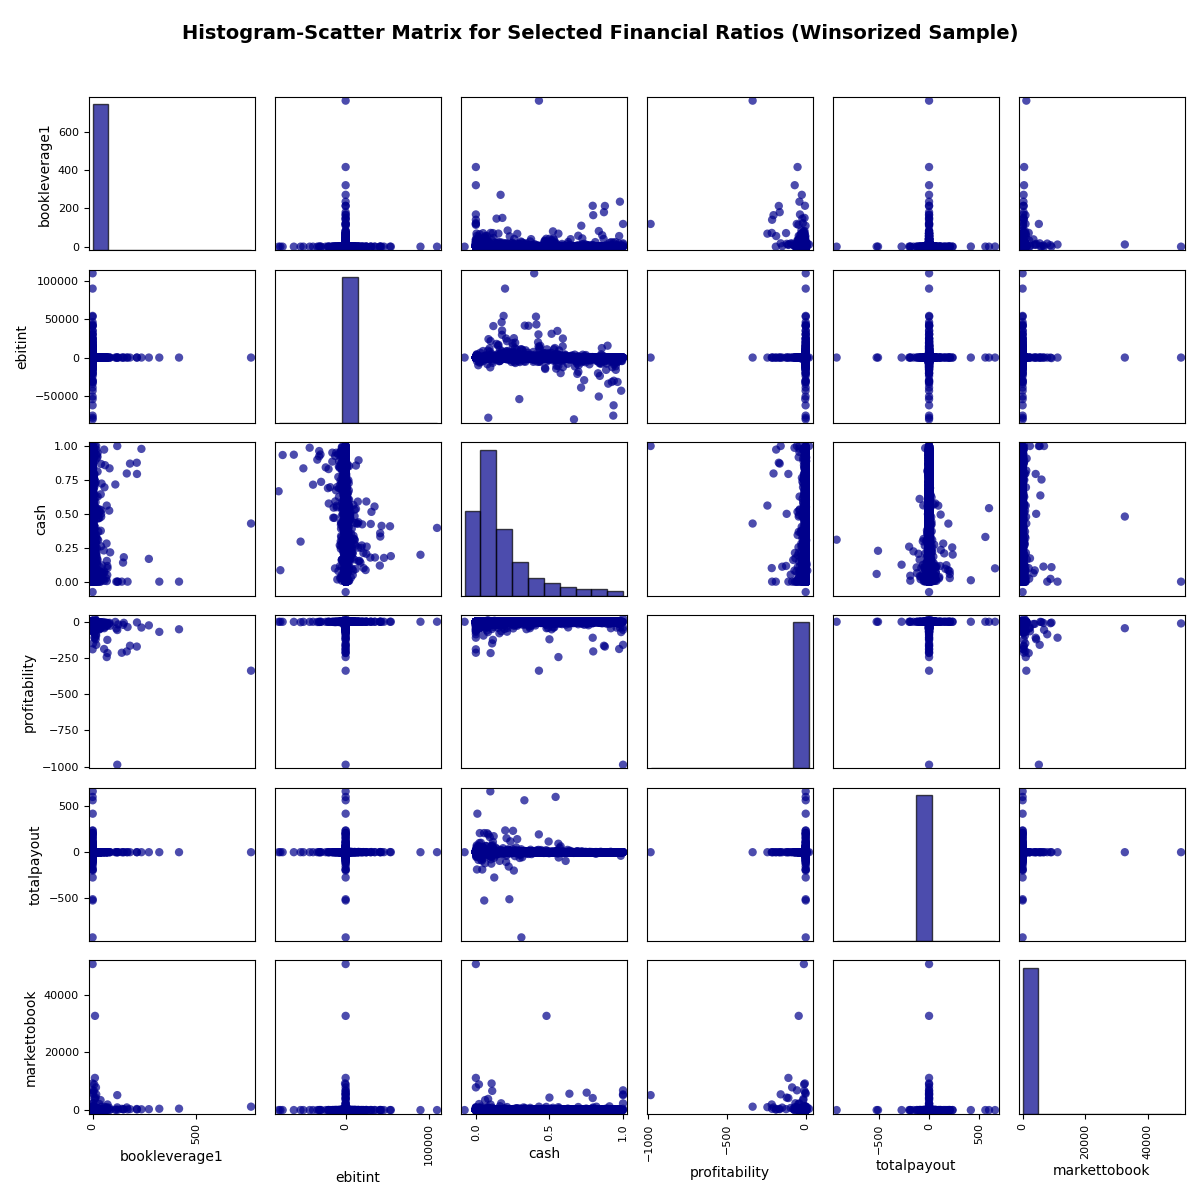 Histogram-Scatter Matrix for Selected Financial Ratios (Winsorized Sample)
bookleverage1
600
400
200
0
ebitint
100000
50000
0
−50000
cash
1.00
0.75
0.50
0.25
0.00
profitability
0
−250
−500
−750
−1000
totalpayout
500
0
−500
markettobook
40000
20000
0
0 500
0 100000
0.0 0.5 1.0
−1000 −500 0
−500 0 500
0 20000 40000
bookleverage1
ebitint
cash
profitability
totalpayout
markettobook